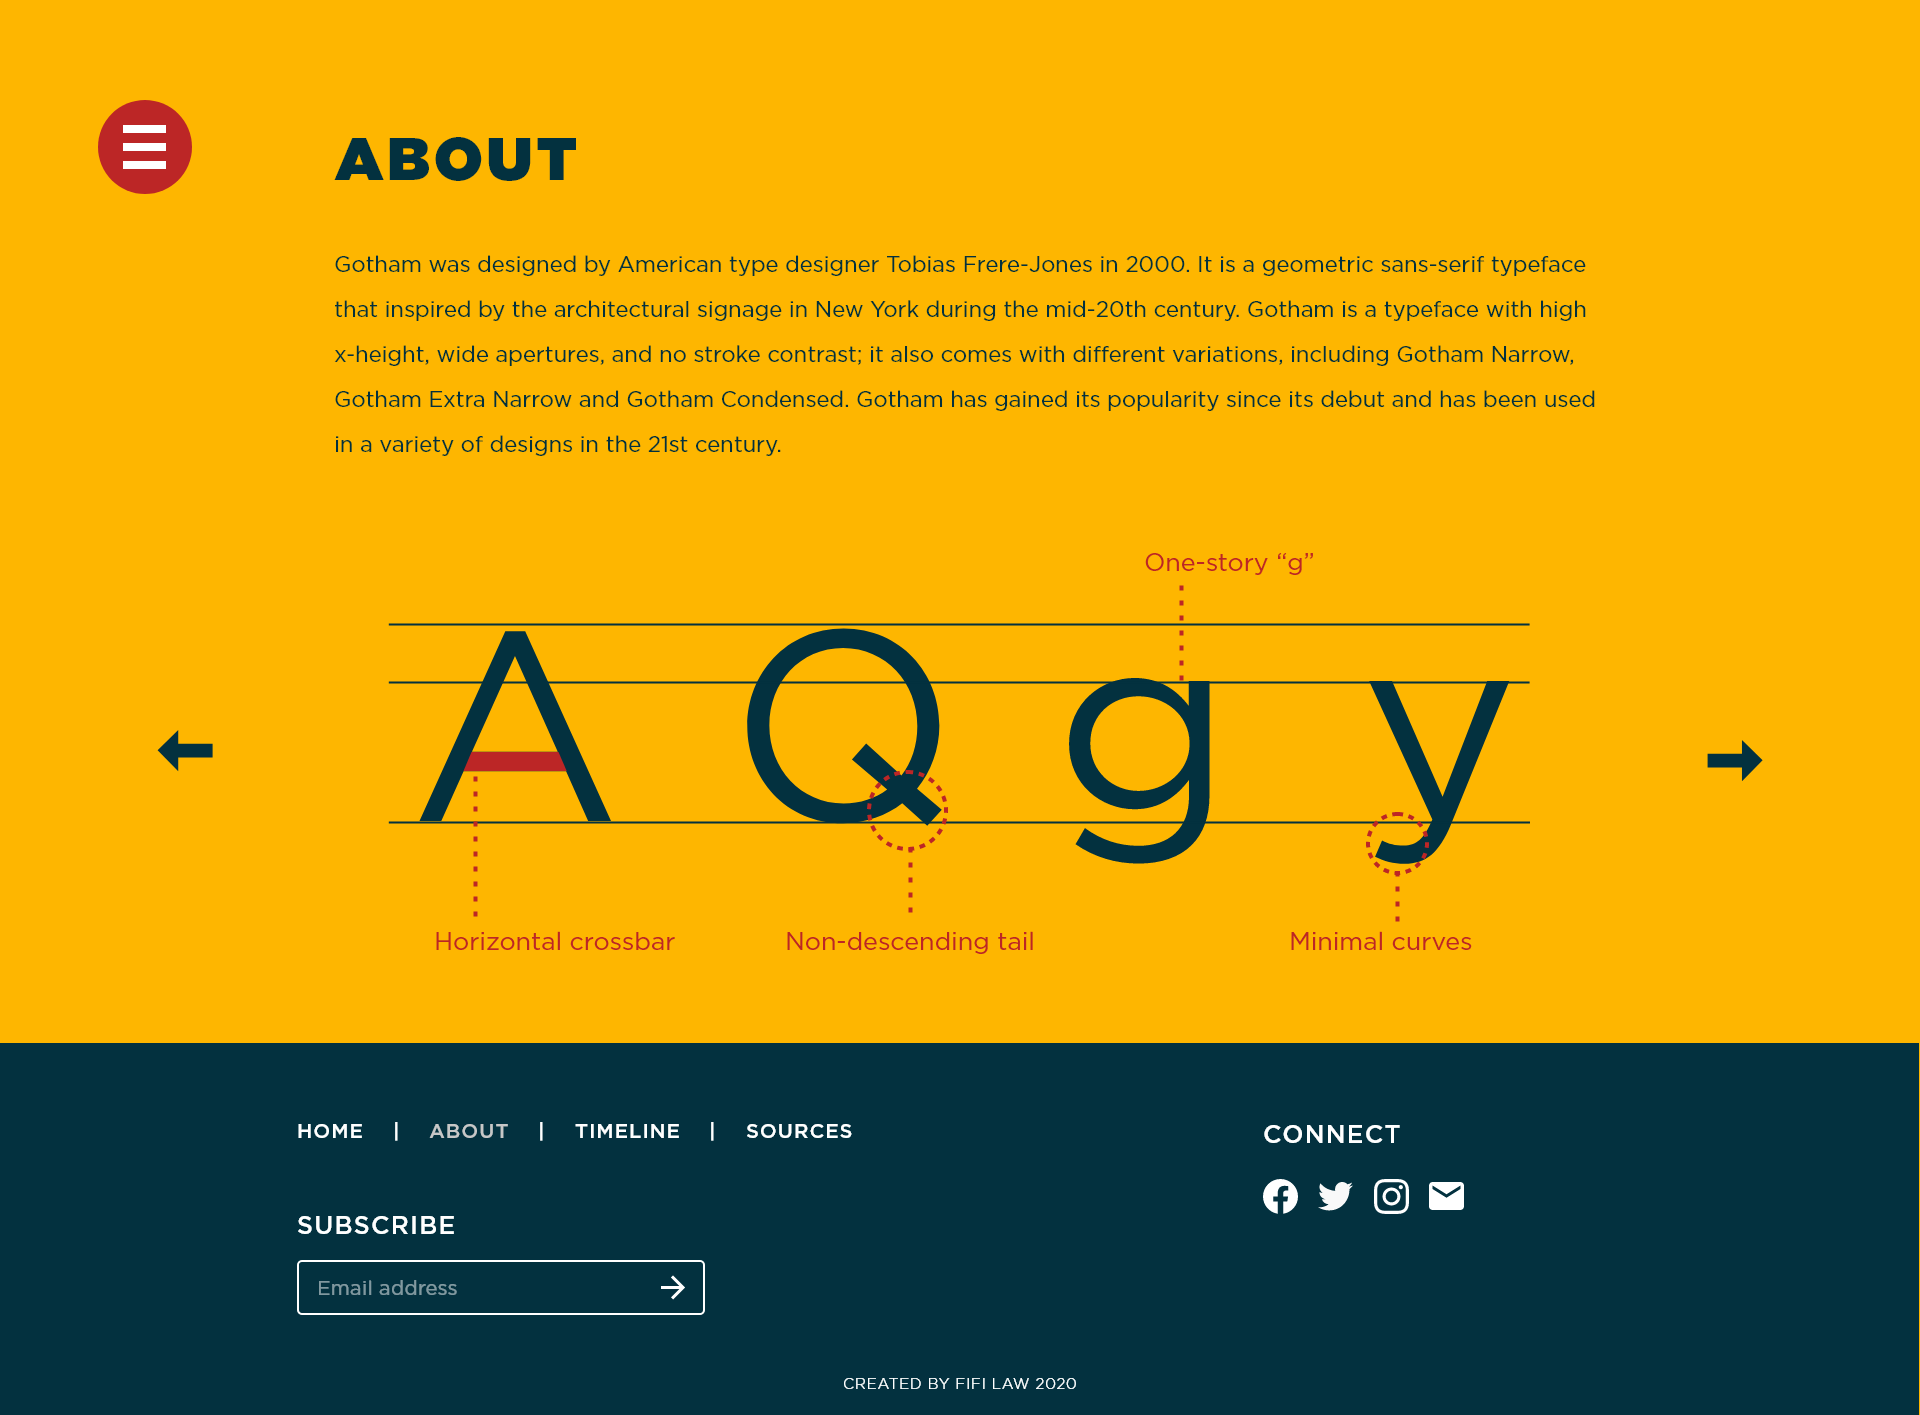 ABOUT
Gotham was designed by American type designer Tobias Frere-Jones in 2000. It is a geometric sans-serif typeface
that inspired by the architectural signage in New York during the mid-20th century. Gotham is a typeface with high
x-height, wide apertures, and no stroke contrast; it also comes with different variations, including Gotham Narrow,
Gotham Extra Narrow and Gotham Condensed. Gotham has gained its popularity since its debut and has been used
in a variety of designs in the 21st century.
One-story “g”
A Q g y
Horizontal crossbar
Non-descending tail
Minimal curves
HOME | ABOUT | TIMELINE | SOURCES
CONNECT
SUBSCRIBE
Email address
CREATED BY FIFI LAW 2020